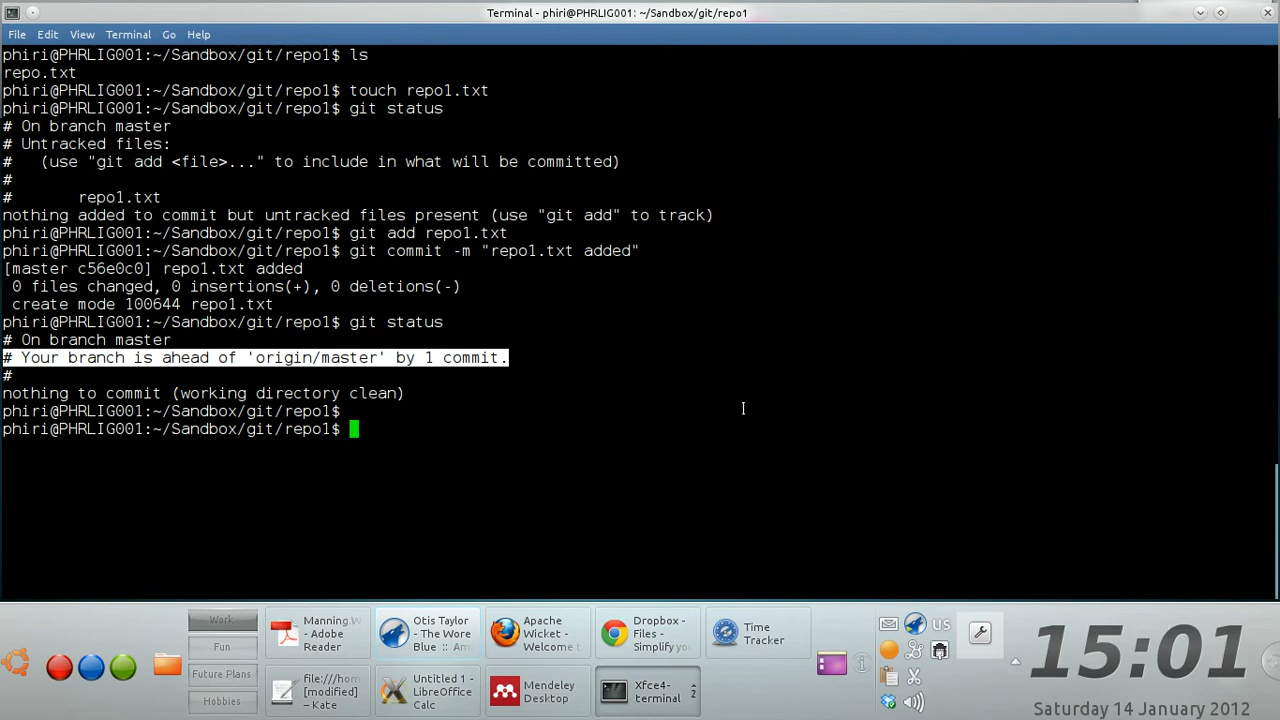 Terminal - phiri@PHRLIG001: ~/Sandbox/git/repo1
File Edit View Terminal Go Help
phiri@PHRLIG001:~/Sandbox/git/repo1$ ls
repo.txt
phiri@PHRLIG001:~/Sandbox/git/repo1$ touch repo1.txt
phiri@PHRLIG001:~/Sandbox/git/repo1$ git status
# On branch master
# Untracked files:
#   (use "git add <file>..." to include in what will be committed)
#
#       repo1.txt
nothing added to commit but untracked files present (use "git add" to track)
phiri@PHRLIG001:~/Sandbox/git/repo1$ git add repo1.txt
phiri@PHRLIG001:~/Sandbox/git/repo1$ git commit -m "repo1.txt added"
[master c56e0c0] repo1.txt added
 0 files changed, 0 insertions(+), 0 deletions(-)
 create mode 100644 repo1.txt
phiri@PHRLIG001:~/Sandbox/git/repo1$ git status
# On branch master
# Your branch is ahead of 'origin/master' by 1 commit.
#
nothing to commit (working directory clean)
phiri@PHRLIG001:~/Sandbox/git/repo1$
phiri@PHRLIG001:~/Sandbox/git/repo1$
Work
Fun
Future Plans
Hobbies
Manning.W
- Adobe
Reader
Otis Taylor
- The Wore
Blue :: Am
Apache
Wicket -
Welcome t
Dropbox -
Files -
Simplify yo
Time
Tracker
file:///hom
[modified]
– Kate
Untitled 1 -
LibreOffice
Calc
Mendeley
Desktop
Xfce4-
terminal
2
US
15:01
Saturday 14 January 2012